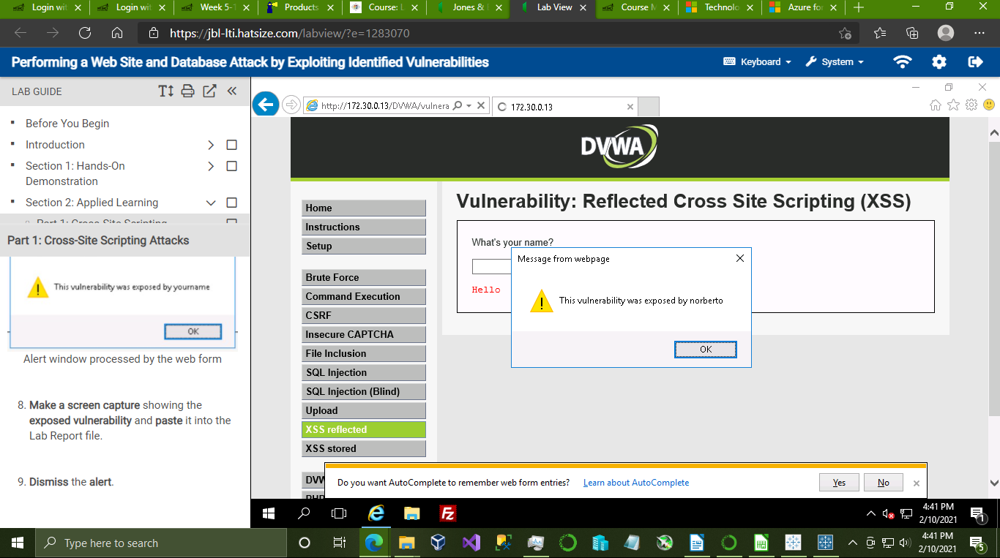 Login wit
Login wit
Week 5-1
Products
Course: L
Jones & 
Lab View
Course M
Technolo
Azure for
https://jbl-lti.hatsize.com/labview/?e=1283070
Performing a Web Site and Database Attack by Exploiting Identified Vulnerabilities
Keyboard
System
LAB GUIDE
Before You Begin
Introduction
Section 1: Hands-On
Demonstration
Section 2: Applied Learning
Part 1: Cross-Site Scripting
Part 1: Cross-Site Scripting Attacks
This vulnerability was exposed by yourname
OK
Alert window processed by the web form
8. Make a screen capture showing the
exposed vulnerability and paste it into the
Lab Report file.
9. Dismiss the alert.
http://172.30.0.13/DVWA/vulnera
172.30.0.13
DVWA
Home
Instructions
Setup
Brute Force
Command Execution
CSRF
Insecure CAPTCHA
File Inclusion
SQL Injection
SQL Injection (Blind)
Upload
XSS reflected
XSS stored
DVW
PHP
Vulnerability: Reflected Cross Site Scripting (XSS)
What's your name?
Hello
Message from webpage
This vulnerability was exposed by norberto
OK
Do you want AutoComplete to remember web form entries? Learn about AutoComplete
Yes
No
4:41 PM
2/10/2021
1
Type here to search
4:41 PM
2/10/2021
5